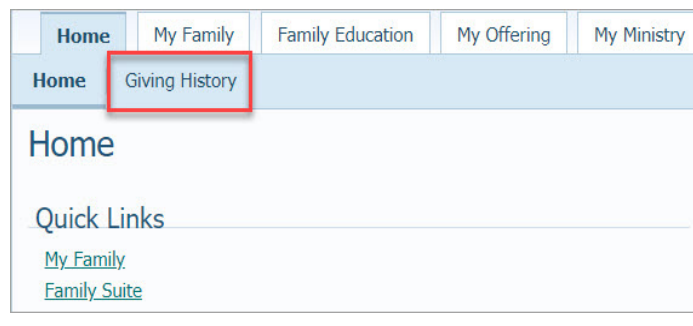 Home My Family Family Education My Offering My Ministry
Home Giving History
Home
Quick Links
My Family
Family Suite